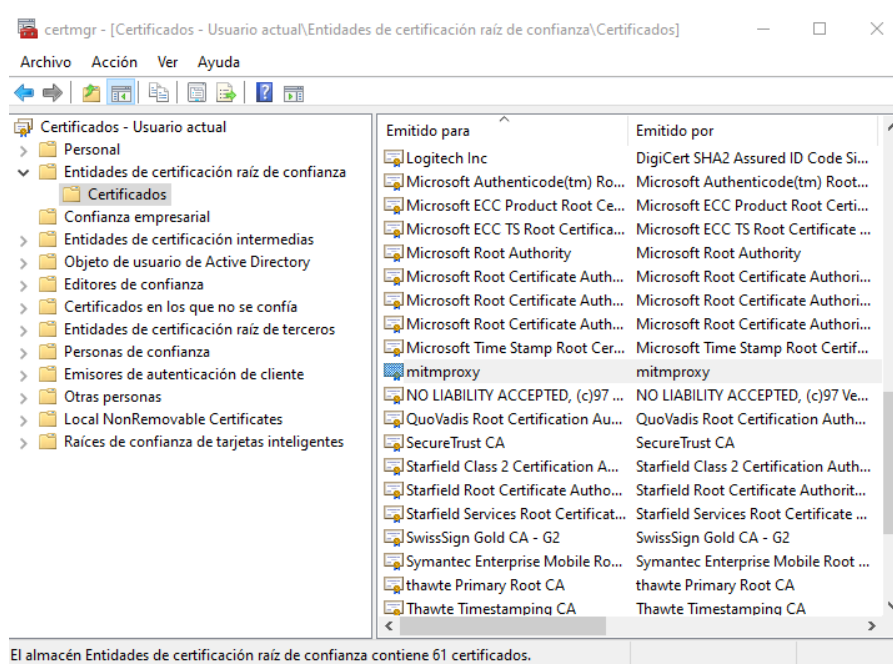 certmgr - [Certificados - Usuario actual\Entidades de certificación raíz de confianza\Certificados]
Archivo Acción Ver Ayuda
Certificados - Usuario actual
Personal
Entidades de certificación raíz de confianza
Certificados
Confianza empresarial
Entidades de certificación intermedias
Objeto de usuario de Active Directory
Editores de confianza
Certificados en los que no se confía
Entidades de certificación raíz de terceros
Personas de confianza
Emisores de autenticación de cliente
Otras personas
Local NonRemovable Certificates
Raíces de confianza de tarjetas inteligentes
Emitido para Emitido por
Logitech Inc DigiCert SHA2 Assured ID Code Si...
Microsoft Authenticode(tm) Ro... Microsoft Authenticode(tm) Root...
Microsoft ECC Product Root Ce... Microsoft ECC Product Root Certi...
Microsoft ECC TS Root Certifica... Microsoft ECC TS Root Certificate ...
Microsoft Root Authority Microsoft Root Authority
Microsoft Root Certificate Auth... Microsoft Root Certificate Authori...
Microsoft Root Certificate Auth... Microsoft Root Certificate Authori...
Microsoft Root Certificate Auth... Microsoft Root Certificate Authori...
Microsoft Time Stamp Root Cer... Microsoft Time Stamp Root Certif...
mitmproxy mitmproxy
NO LIABILITY ACCEPTED, (c)97 ... NO LIABILITY ACCEPTED, (c)97 Ve...
QuoVadis Root Certification Au... QuoVadis Root Certification Auth...
SecureTrust CA SecureTrust CA
Starfield Class 2 Certification A... Starfield Class 2 Certification Auth...
Starfield Root Certificate Autho... Starfield Root Certificate Authorit...
Starfield Services Root Certificat... Starfield Services Root Certificate ...
SwissSign Gold CA - G2 SwissSign Gold CA - G2
Symantec Enterprise Mobile Ro... Symantec Enterprise Mobile Root ...
thawte Primary Root CA thawte Primary Root CA
Thawte Timestamping CA Thawte Timestamping CA
El almacén Entidades de certificación raíz de confianza contiene 61 certificados.